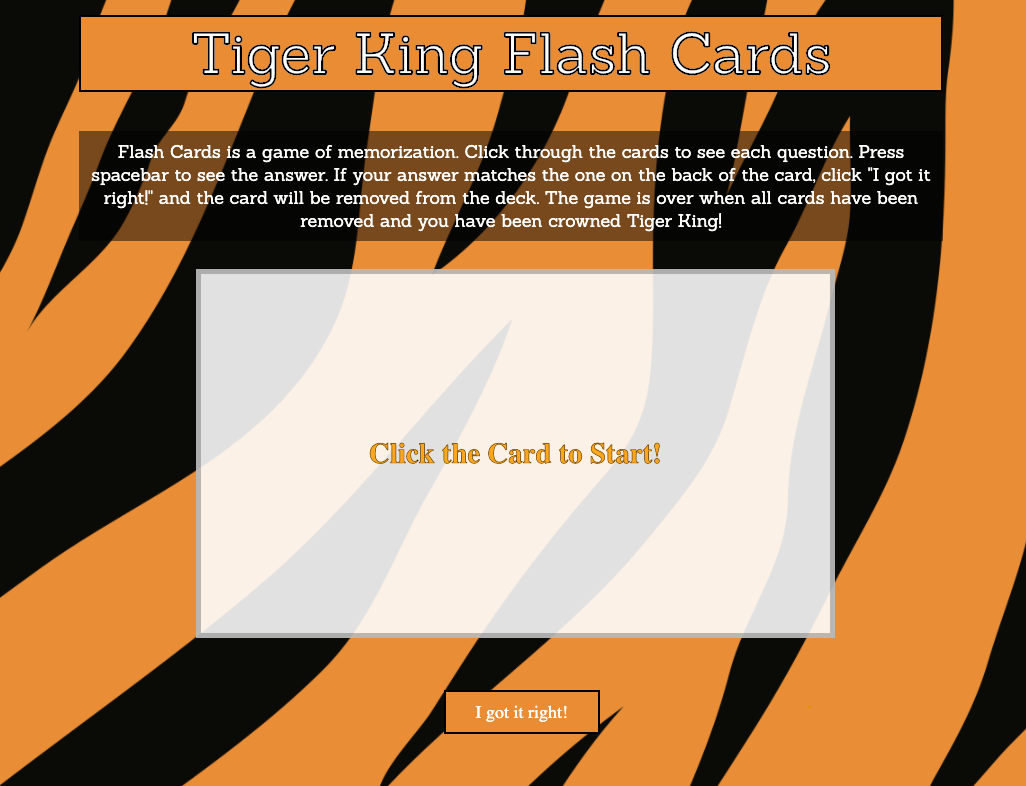 Tiger King Flash Cards
Flash Cards is a game of memorization. Click through the cards to see each question. Press
spacebar to see the answer. If your answer matches the one on the back of the card, click "I got it
right!" and the card will be removed from the deck. The game is over when all cards have been
removed and you have been crowned Tiger King!
Click the Card to Start!
I got it right!